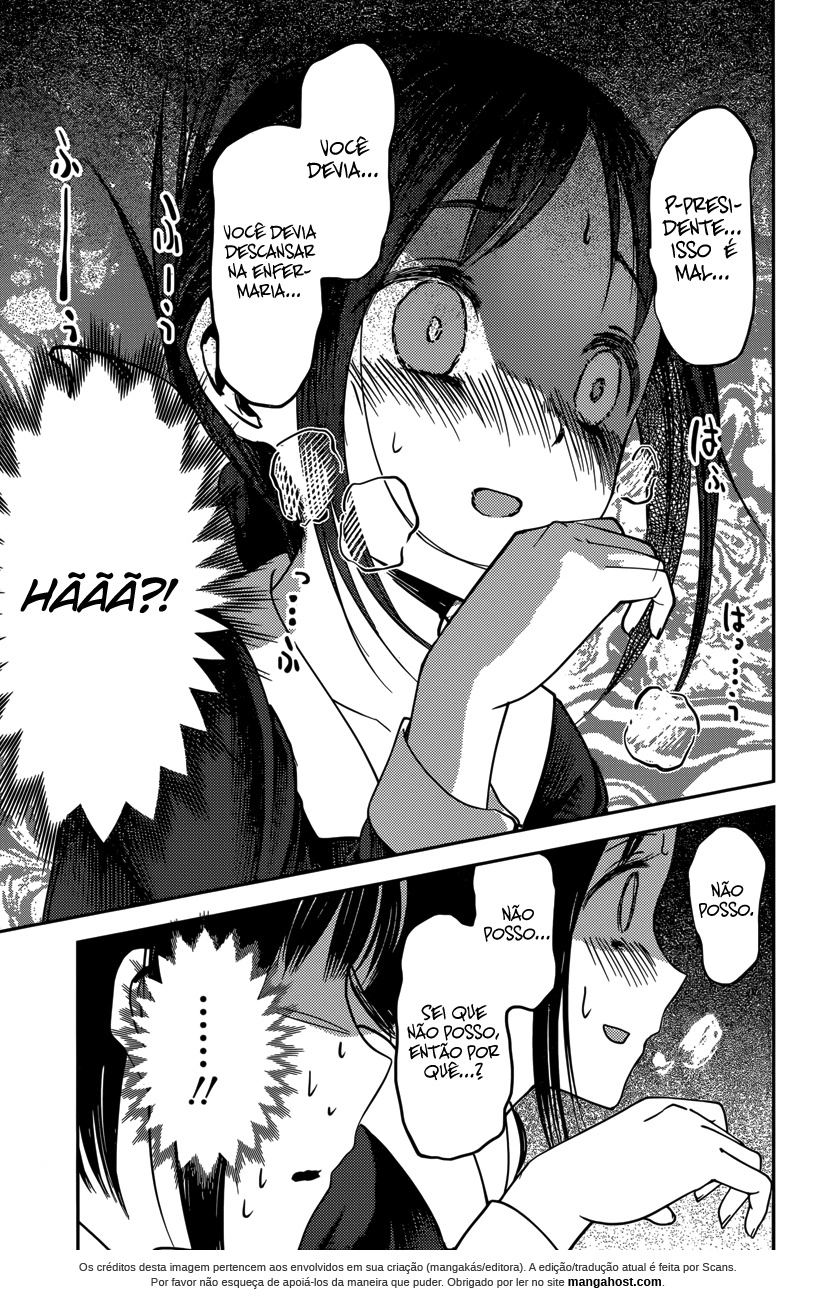 P-PRESI-
DENTE...
ISSO É
MAL...
VOCÊ
DEVIA...
VOCÊ DEVIA
DESCANSAR
NA ENFER-
MARIA...
HÃÃÃ?!
ふーーっ
ふーっ
はふ
はっ……っ
っ…ふ
NÃO
POSSO.
NÃO
POSSO...
SEI QUE
NÃO POSSO,
ENTÃO POR
QUÊ...?
......!!
Os créditos desta imagem pertencem aos envolvidos em sua criação (mangakás/editora). A edição/tradução atual é feita por Scans.
Por favor não esqueça de apoiá-los da maneira que puder. Obrigado por ler no site mangahost.com.